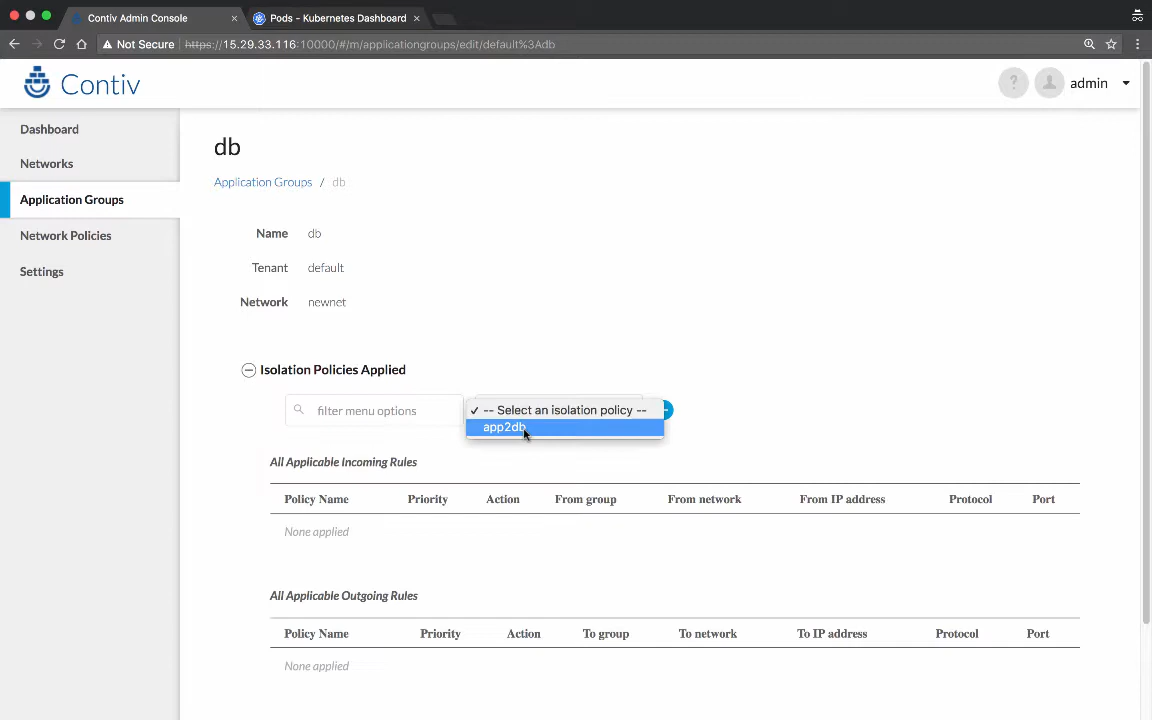 Contiv Admin Console
Pods - Kubernetes Dashboard
Not Secure https://15.29.33.116:10000/#/m/applicationgroups/edit/default%3Adb
Contiv
? admin
Dashboard
Networks
Application Groups
Network Policies
Settings
db
Application Groups / db
Name db
Tenant default
Network newnet
Isolation Policies Applied
filter menu options
✓ -- Select an isolation policy --
app2db
All Applicable Incoming Rules
Policy Name Priority Action From group From network From IP address Protocol Port
None applied
All Applicable Outgoing Rules
Policy Name Priority Action To group To network To IP address Protocol Port
None applied